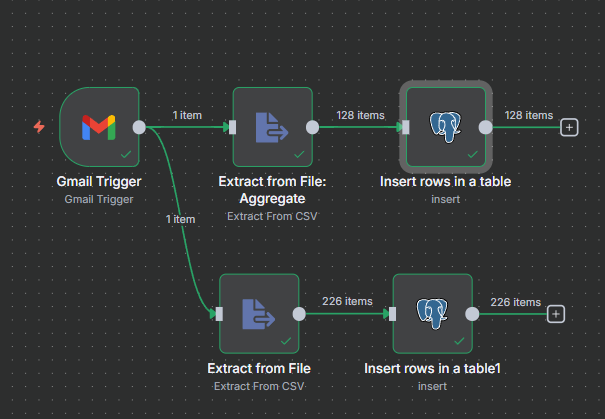 1 item
128 items
128 items
Gmail Trigger
Gmail Trigger
Extract from File:
Aggregate
Extract From CSV
Insert rows in a table
insert
1 item
226 items
226 items
Extract from File
Extract From CSV
Insert rows in a table1
insert